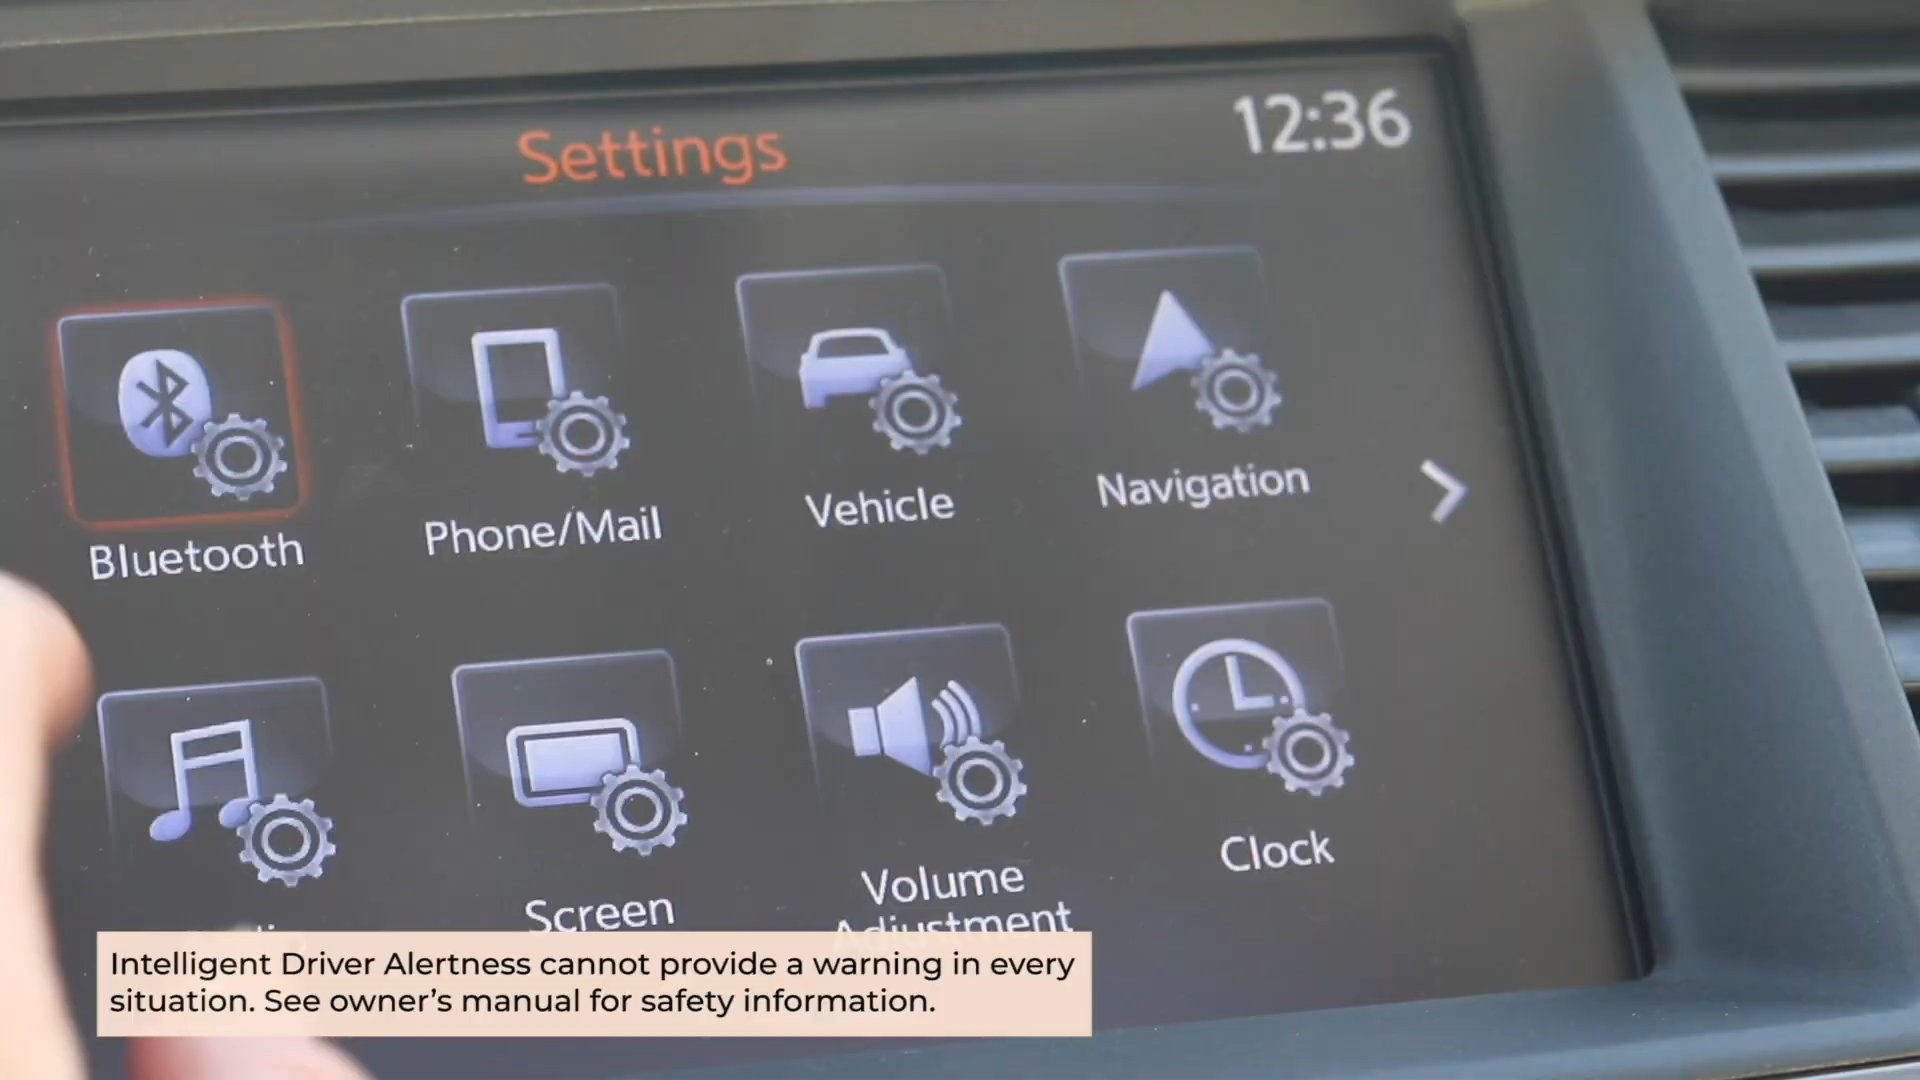 Settings
12:36
Bluetooth
Phone/Mail
Vehicle
Navigation
Screen
Volume
Adjustment
Clock
Intelligent Driver Alertness cannot provide a warning in every
situation. See owner’s manual for safety information.